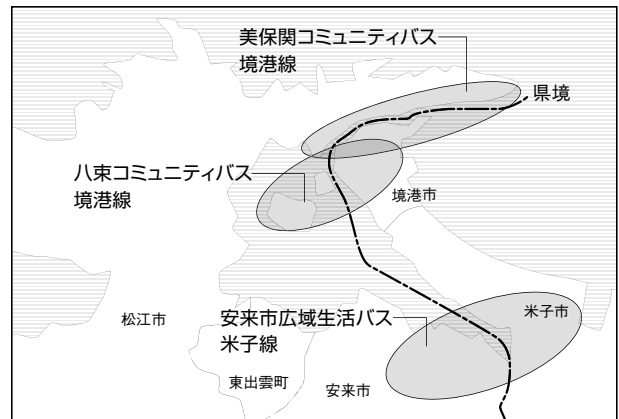 美保関コミュニティバス
境港線
県境
八束コミュニティバス
境港線
境港市
安来市広域生活バス
米子線
米子市
松江市
東出雲町
安来市